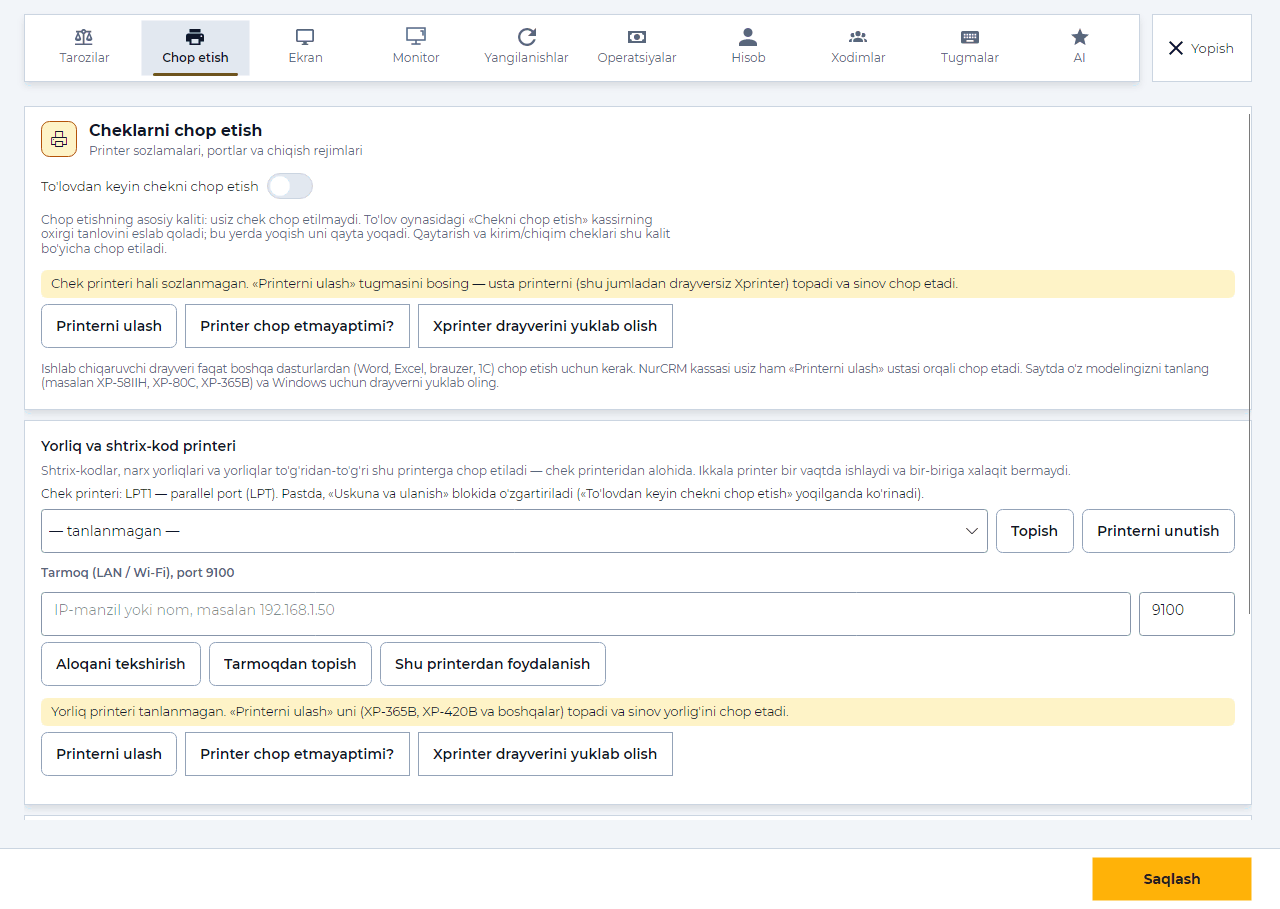 Tarozilar
Chop etish
Ekran
Monitor
Yangilanishlar
Operatsiyalar
Hisob
Xodimlar
Tugmalar
AI
Yopish
Cheklarni chop etish
Printer sozlamalari, portlar va chiqish rejimlari
To'lovdan keyin chekni chop etish
Chop etishning asosiy kaliti: usiz chek chop etilmaydi. To'lov oynasidagi «Chekni chop etish» kassirning
oxirgi tanlovini eslab qoladi; bu yerda yoqish uni qayta yoqadi. Qaytarish va kirim/chiqim cheklari shu kalit
bo'yicha chop etiladi.
Chek printeri hali sozlanmagan. «Printerni ulash» tugmasini bosing — usta printerni (shu jumladan drayversiz Xprinter) topadi va sinov chop etadi.
Printerni ulash
Printer chop etmayaptimi?
Xprinter drayverini yuklab olish
Ishlab chiqaruvchi drayveri faqat boshqa dasturlardan (Word, Excel, brauzer, 1C) chop etish uchun kerak. NurCRM kassasi usiz ham «Printerni ulash» ustasi orqali chop etadi. Saytda o'z modelingizni tanlang
(masalan XP-58IIH, XP-80C, XP-365B) va Windows uchun drayverni yuklab oling.
Yorliq va shtrix-kod printeri
Shtrix-kodlar, narx yorliqlari va yorliqlar to'g'ridan-to'g'ri shu printerga chop etiladi — chek printeridan alohida. Ikkala printer bir vaqtda ishlaydi va bir-biriga xalaqit bermaydi.
Chek printeri: LPT1 — parallel port (LPT). Pastda, «Uskuna va ulanish» blokida o'zgartiriladi («To'lovdan keyin chekni chop etish» yoqilganda ko'rinadi).
— tanlanmagan —
Topish
Printerni unutish
Tarmoq (LAN / Wi-Fi), port 9100
IP-manzil yoki nom, masalan 192.168.1.50
9100
Aloqani tekshirish
Tarmoqdan topish
Shu printerdan foydalanish
Yorliq printeri tanlanmagan. «Printerni ulash» uni (XP-365B, XP-420B va boshqalar) topadi va sinov yorlig'ini chop etadi.
Printerni ulash
Printer chop etmayaptimi?
Xprinter drayverini yuklab olish
Saqlash